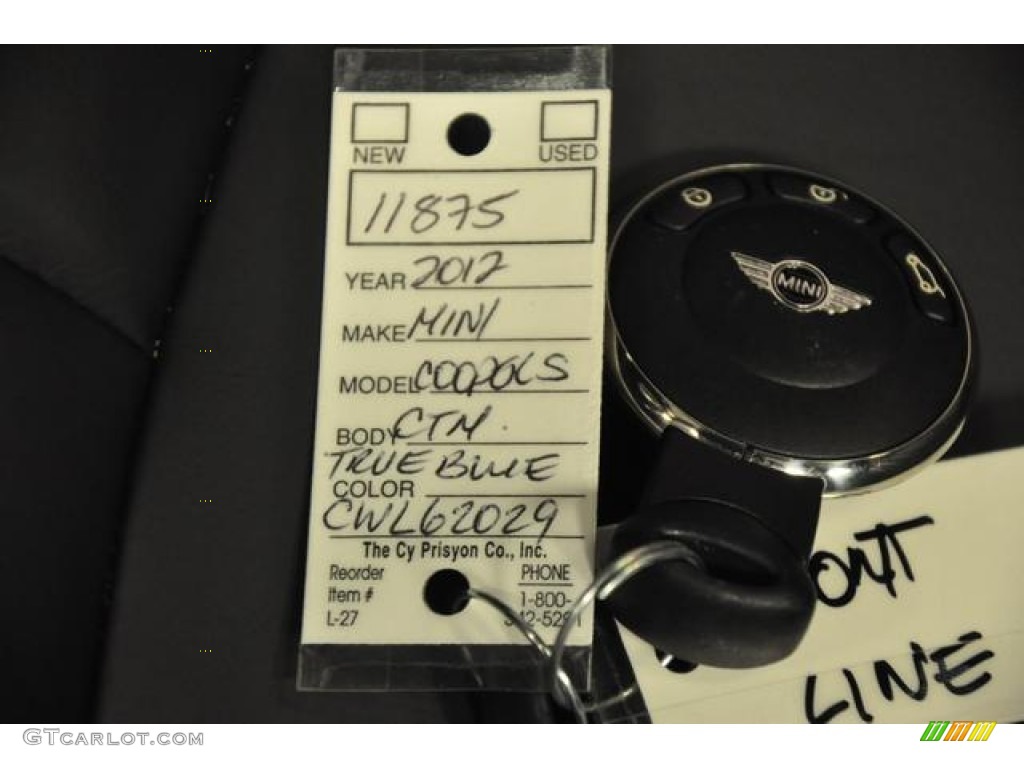 NEW USED
11875
YEAR 2012
MAKE MINI
MODEL COOPER S
BODY CTM
TRUE BLUE
COLOR
CWL62029
The Cy Prisyon Co., Inc.
Reorder PHONE
Item # 1-800-
L-27
MINI
LINE
GTCARLOT.COM